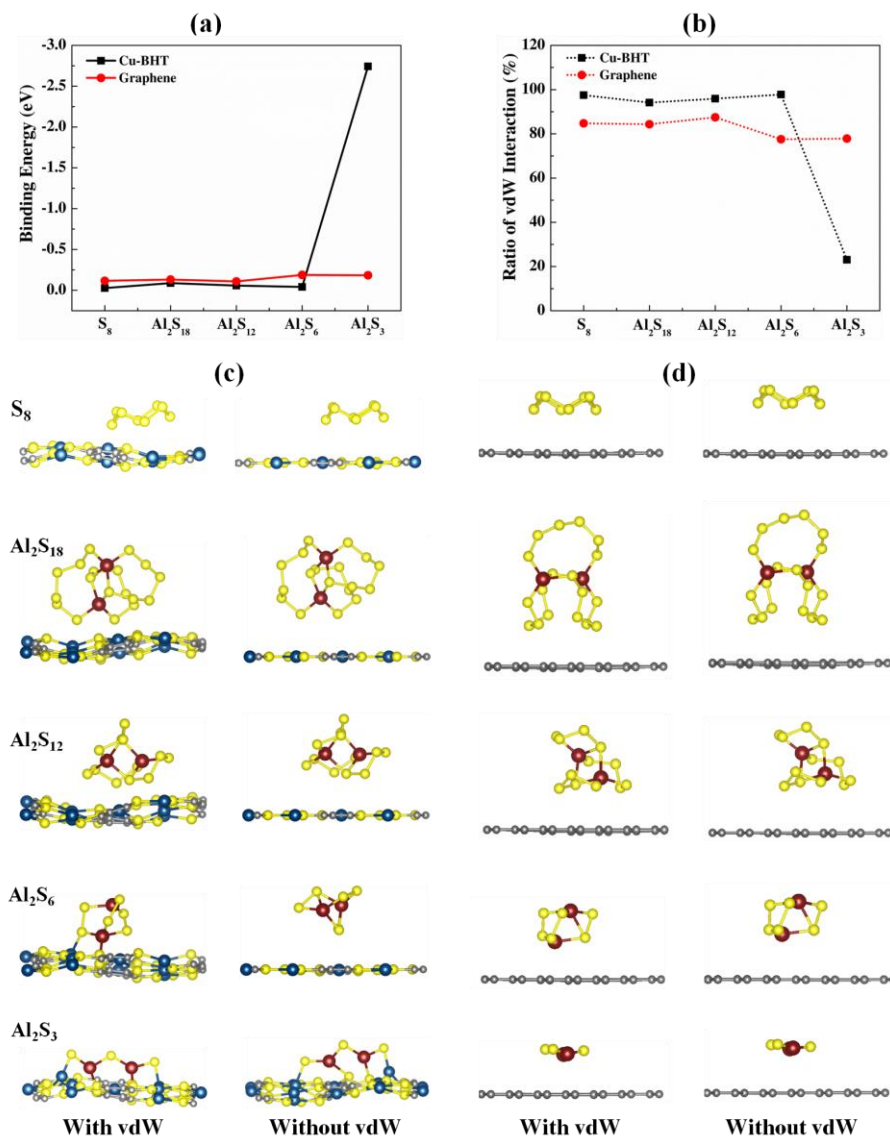 (a)
-3.0
-2.5
-2.0
-1.5
-1.0
-0.5
0.0
Binding Energy (eV)
Cu-BHT
Graphene
S₈
Al₂S₁₈
Al₂S₁₂
Al₂S₆
Al₂S₃
(b)
120
100
80
60
40
20
0
Ratio of vdW Interaction (%)
Cu-BHT
Graphene
S₈
Al₂S₁₈
Al₂S₁₂
Al₂S₆
Al₂S₃
(c)
(d)
S₈
Al₂S₁₈
Al₂S₁₂
Al₂S₆
Al₂S₃
With vdW
Without vdW
With vdW
Without vdW